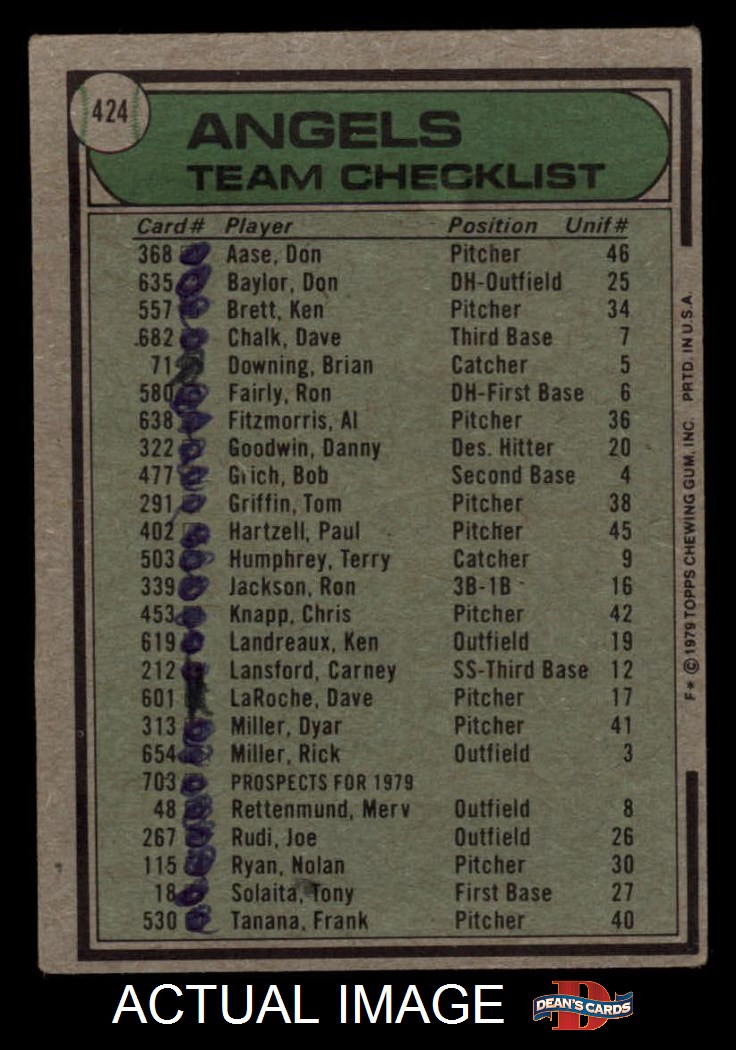 424
ANGELS
TEAM CHECKLIST
Card# Player Position Unif#
368 Aase, Don Pitcher 46
635 Baylor, Don DH-Outfield 25
557 Brett, Ken Pitcher 34
682 Chalk, Dave Third Base 7
71 Downing, Brian Catcher 5
580 Fairly, Ron DH-First Base 6
638 Fitzmorris, Al Pitcher 36
322 Goodwin, Danny Des. Hitter 20
477 Grich, Bob Second Base 4
291 Griffin, Tom Pitcher 38
402 Hartzell, Paul Pitcher 45
503 Humphrey, Terry Catcher 9
339 Jackson, Ron 3B-1B 16
453 Knapp, Chris Pitcher 42
619 Landreaux, Ken Outfield 19
212 Lansford, Carney SS-Third Base 12
601 LaRoche, Dave Pitcher 17
313 Miller, Dyar Pitcher 41
654 Miller, Rick Outfield 3
703 PROSPECTS FOR 1979
48 Rettenmund, Merv Outfield 8
267 Rudi, Joe Outfield 26
115 Ryan, Nolan Pitcher 30
18 Solaita, Tony First Base 27
530 Tanana, Frank Pitcher 40
F* © 1979 TOPPS CHEWING GUM, INC. PRTD. IN U.S.A.
ACTUAL IMAGE
DEAN'S CARDS